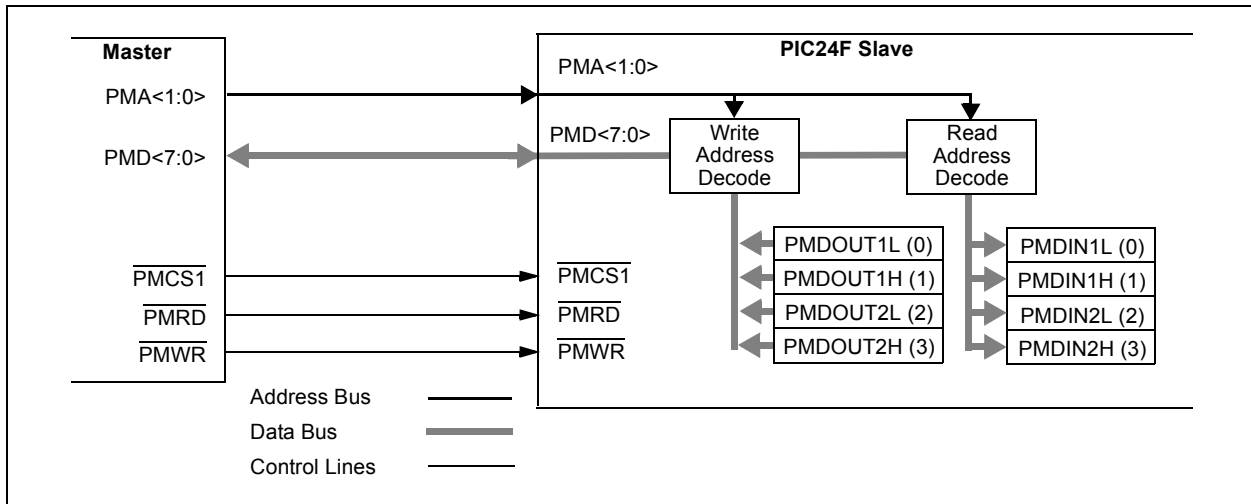 Master
PIC24F Slave
PMA<1:0>
PMA<1:0>
PMD<7:0>
PMD<7:0>
Write
Address
Decode
Read
Address
Decode
PMDOUT1L (0)
PMDOUT1H (1)
PMDOUT2L (2)
PMDOUT2H (3)
PMDIN1L (0)
PMDIN1H (1)
PMDIN2L (2)
PMDIN2H (3)
PMCS1
PMCS1
PMRD
PMRD
PMWR
PMWR
Address Bus
Data Bus
Control Lines